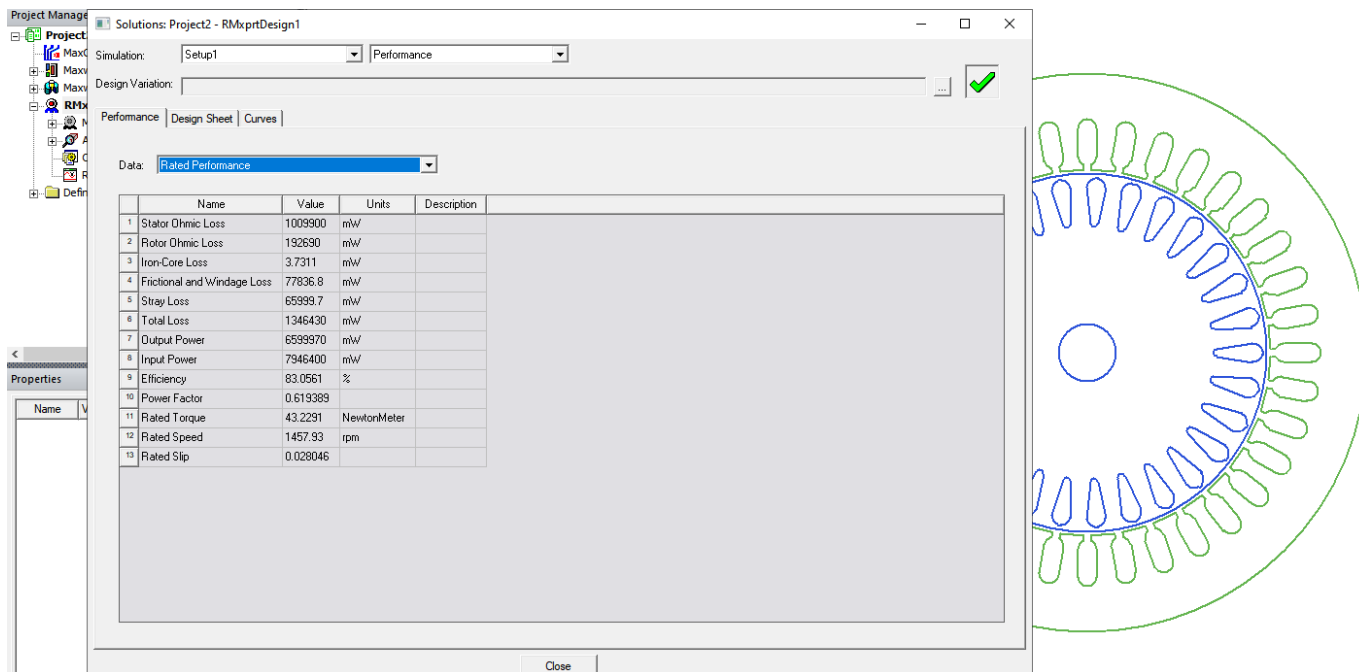 Project Manage
Solutions: Project2 - RMxprtDesign1
Project
Max
Maxw
Maxw
RMx
M
A
R
Defin
Simulation: Setup1 Performance
Design Variation: ...
Performance Design Sheet Curves
Data: Rated Performance
Name Value Units Description
1 Stator Ohmic Loss 1009900 mW
2 Rotor Ohmic Loss 192690 mW
3 Iron-Core Loss 3.7311 mW
4 Frictional and Windage Loss 77836.8 mW
5 Stray Loss 65999.7 mW
6 Total Loss 1346430 mW
7 Output Power 6599970 mW
8 Input Power 7946400 mW
9 Efficiency 83.0561 %
10 Power Factor 0.619389
11 Rated Torque 43.2291 NewtonMeter
12 Rated Speed 1457.93 rpm
13 Rated Slip 0.028046
Properties
Name V
Close